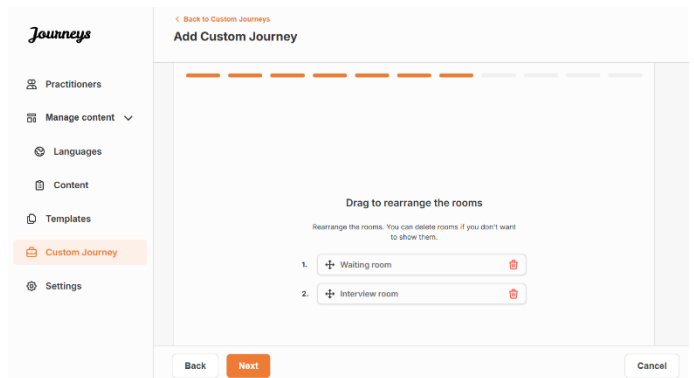 Journeys
Back to Custom Journeys
Add Custom Journey
Practitioners
Manage content
Languages
Content
Templates
Custom Journey
Settings
Drag to rearrange the rooms
Rearrange the rooms. You can delete rooms if you don't want
to show them.
1. Waiting room
2. Interview room
Back Next Cancel